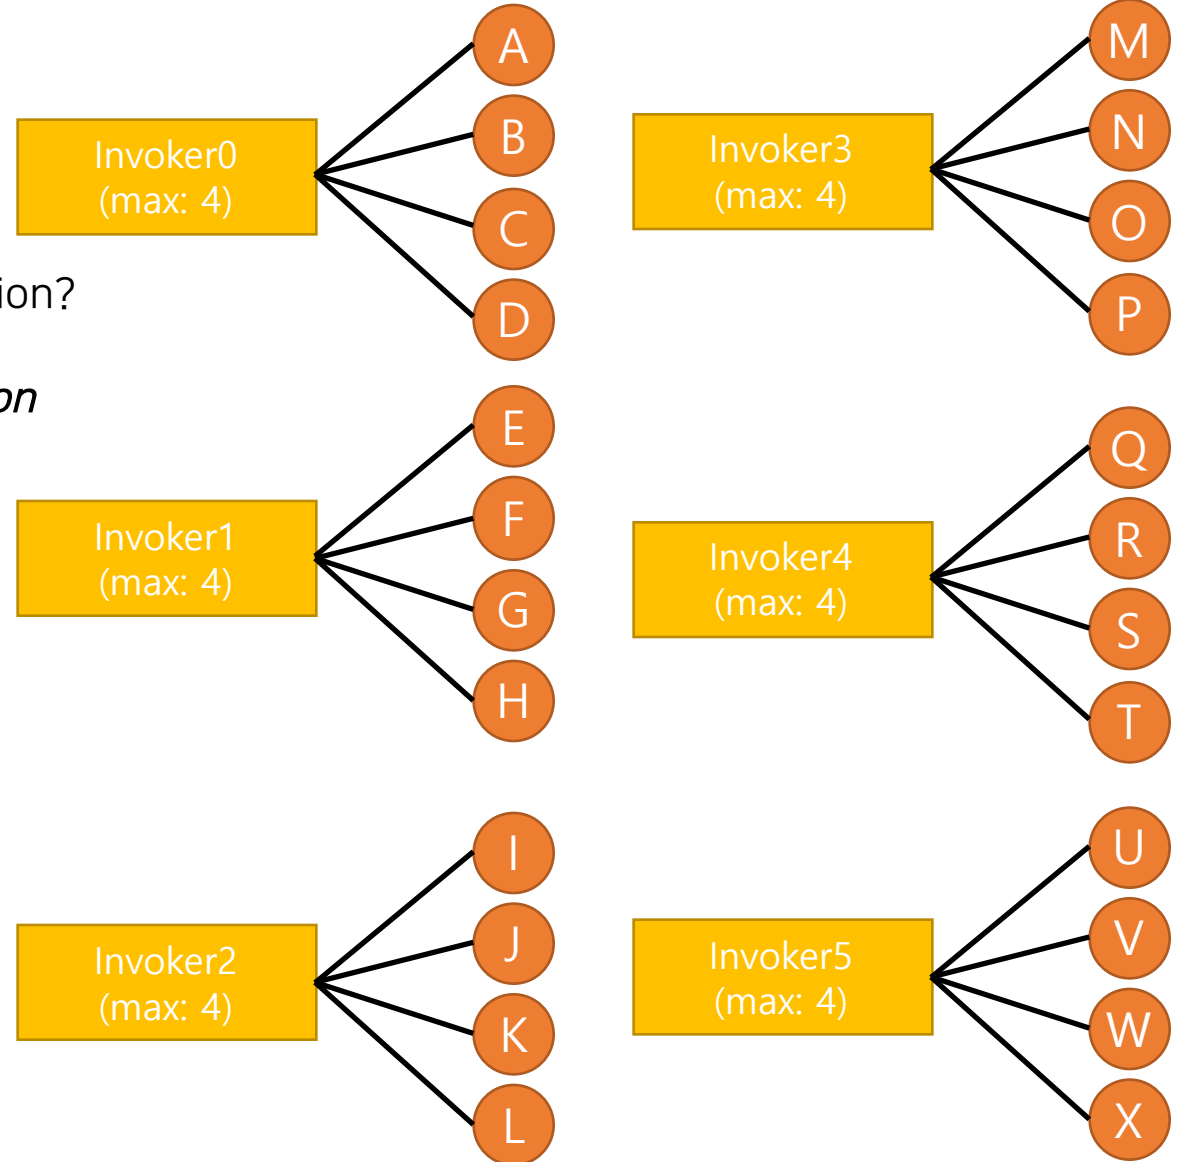 Invoker0
(max: 4)
A
B
C
D
ion?
on
Invoker1
(max: 4)
E
F
G
H
Invoker2
(max: 4)
I
J
K
L
Invoker3
(max: 4)
M
N
O
P
Invoker4
(max: 4)
Q
R
S
T
Invoker5
(max: 4)
U
V
W
X